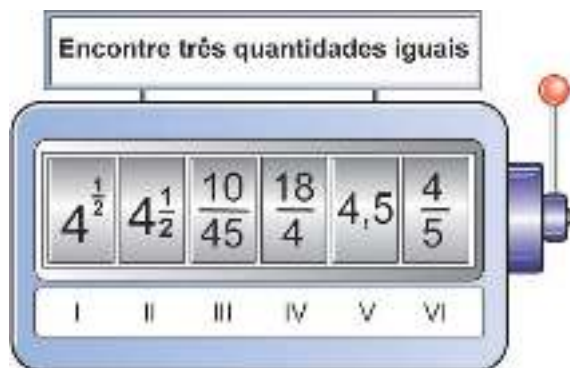 Encontre três quantidades iguais
4^{1/2} 4 1/2 10/45 18/4 4,5 4/5
I II III IV V VI